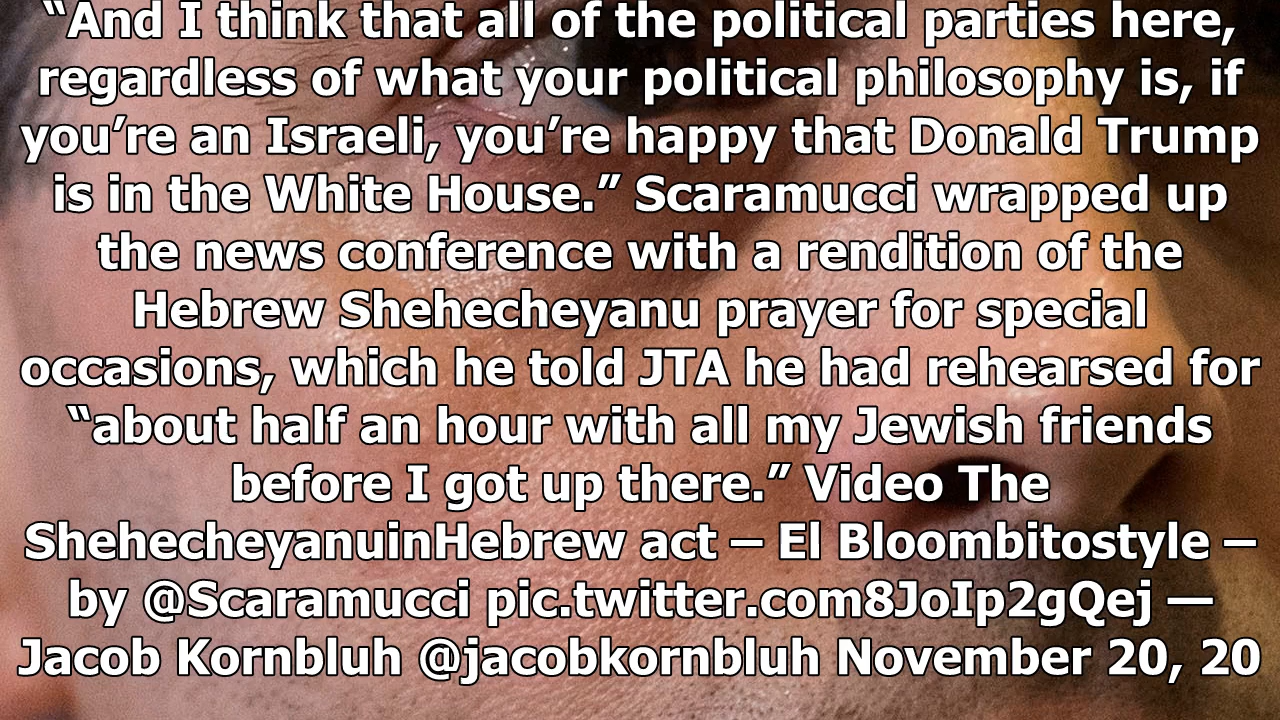 “And I think that all of the political parties here,
regardless of what your political philosophy is, if
you’re an Israeli, you’re happy that Donald Trump
is in the White House.” Scaramucci wrapped up
the news conference with a rendition of the
Hebrew Shehecheyanu prayer for special
occasions, which he told JTA he had rehearsed for
“about half an hour with all my Jewish friends
before I got up there.” Video The
ShehecheyanuinHebrew act – El Bloombitostyle –
by @Scaramucci pic.twitter.com8JoIp2gQej —
Jacob Kornbluh @jacobkornbluh November 20, 20